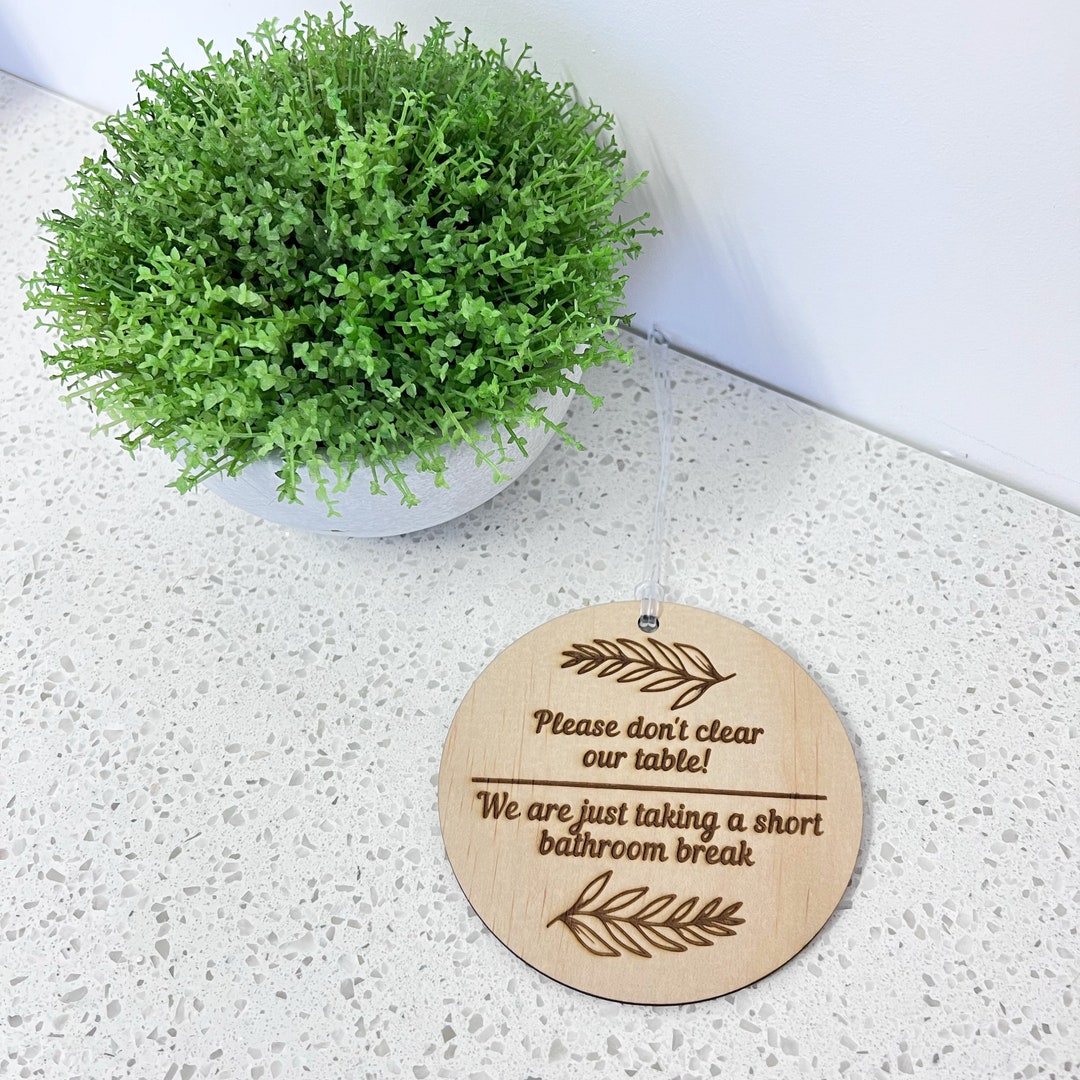 Please don't clear
our table!
We are just taking a short
bathroom break